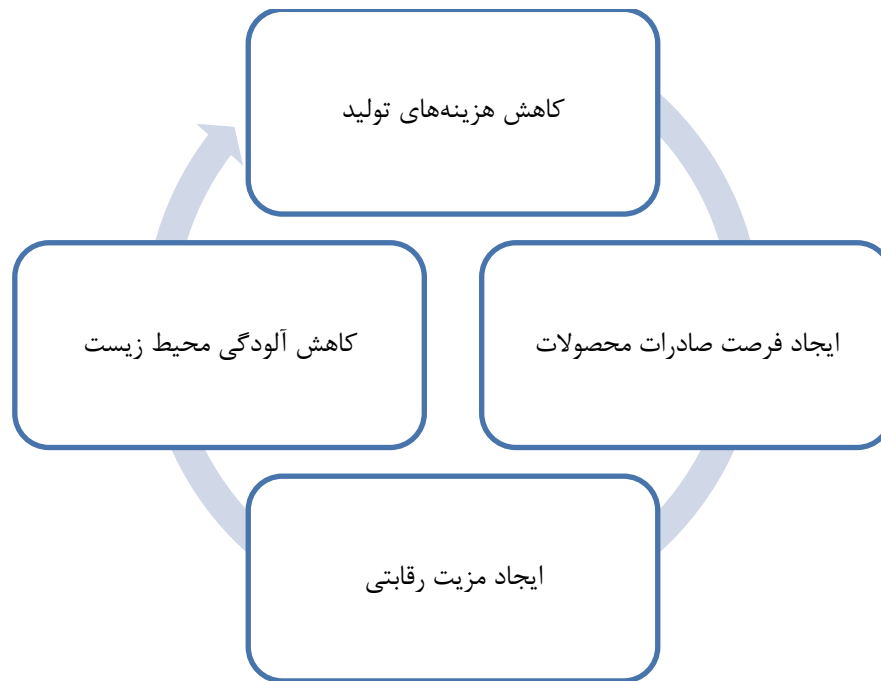 کاهش هزینه‌های تولید
ایجاد فرصت صادرات محصولات
کاهش آلودگی محیط زیست
ایجاد مزیت رقابتی